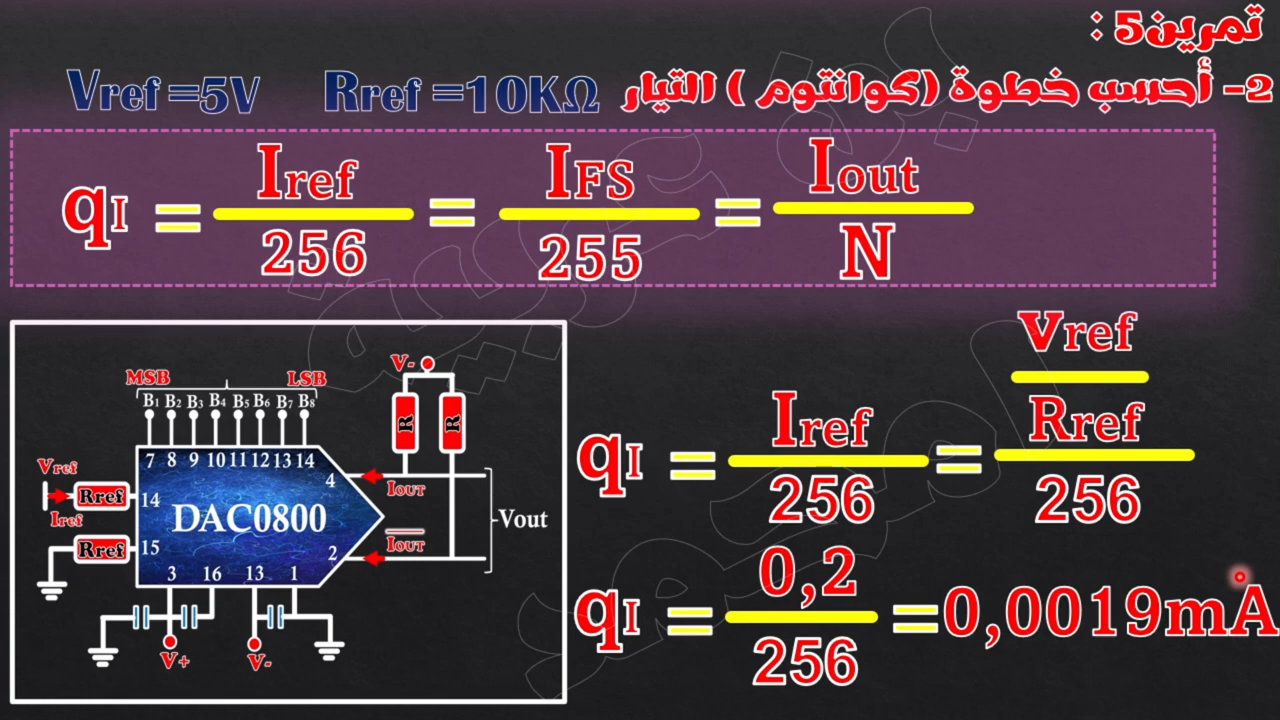 تمرين5 :
2- أحسب خطوة (كوانتوم ) التيار
Vref =5V Rref =10KΩ
qI = Iref / 256 = IFS / 255 = Iout / N
qI = Iref / 256 = Vref / Rref / 256
qI = 0,2 / 256 =0,0019mA
MSB LSB
B1 B2 B3 B4 B5 B6 B7 B8
7 8 9 10 11 12 13 14
Vref
Rref 14
Iref
DAC0800
Rref 15
3 16 13 1
V+ V-
V-
R R
4
IOUT
Vout
2
IOUT